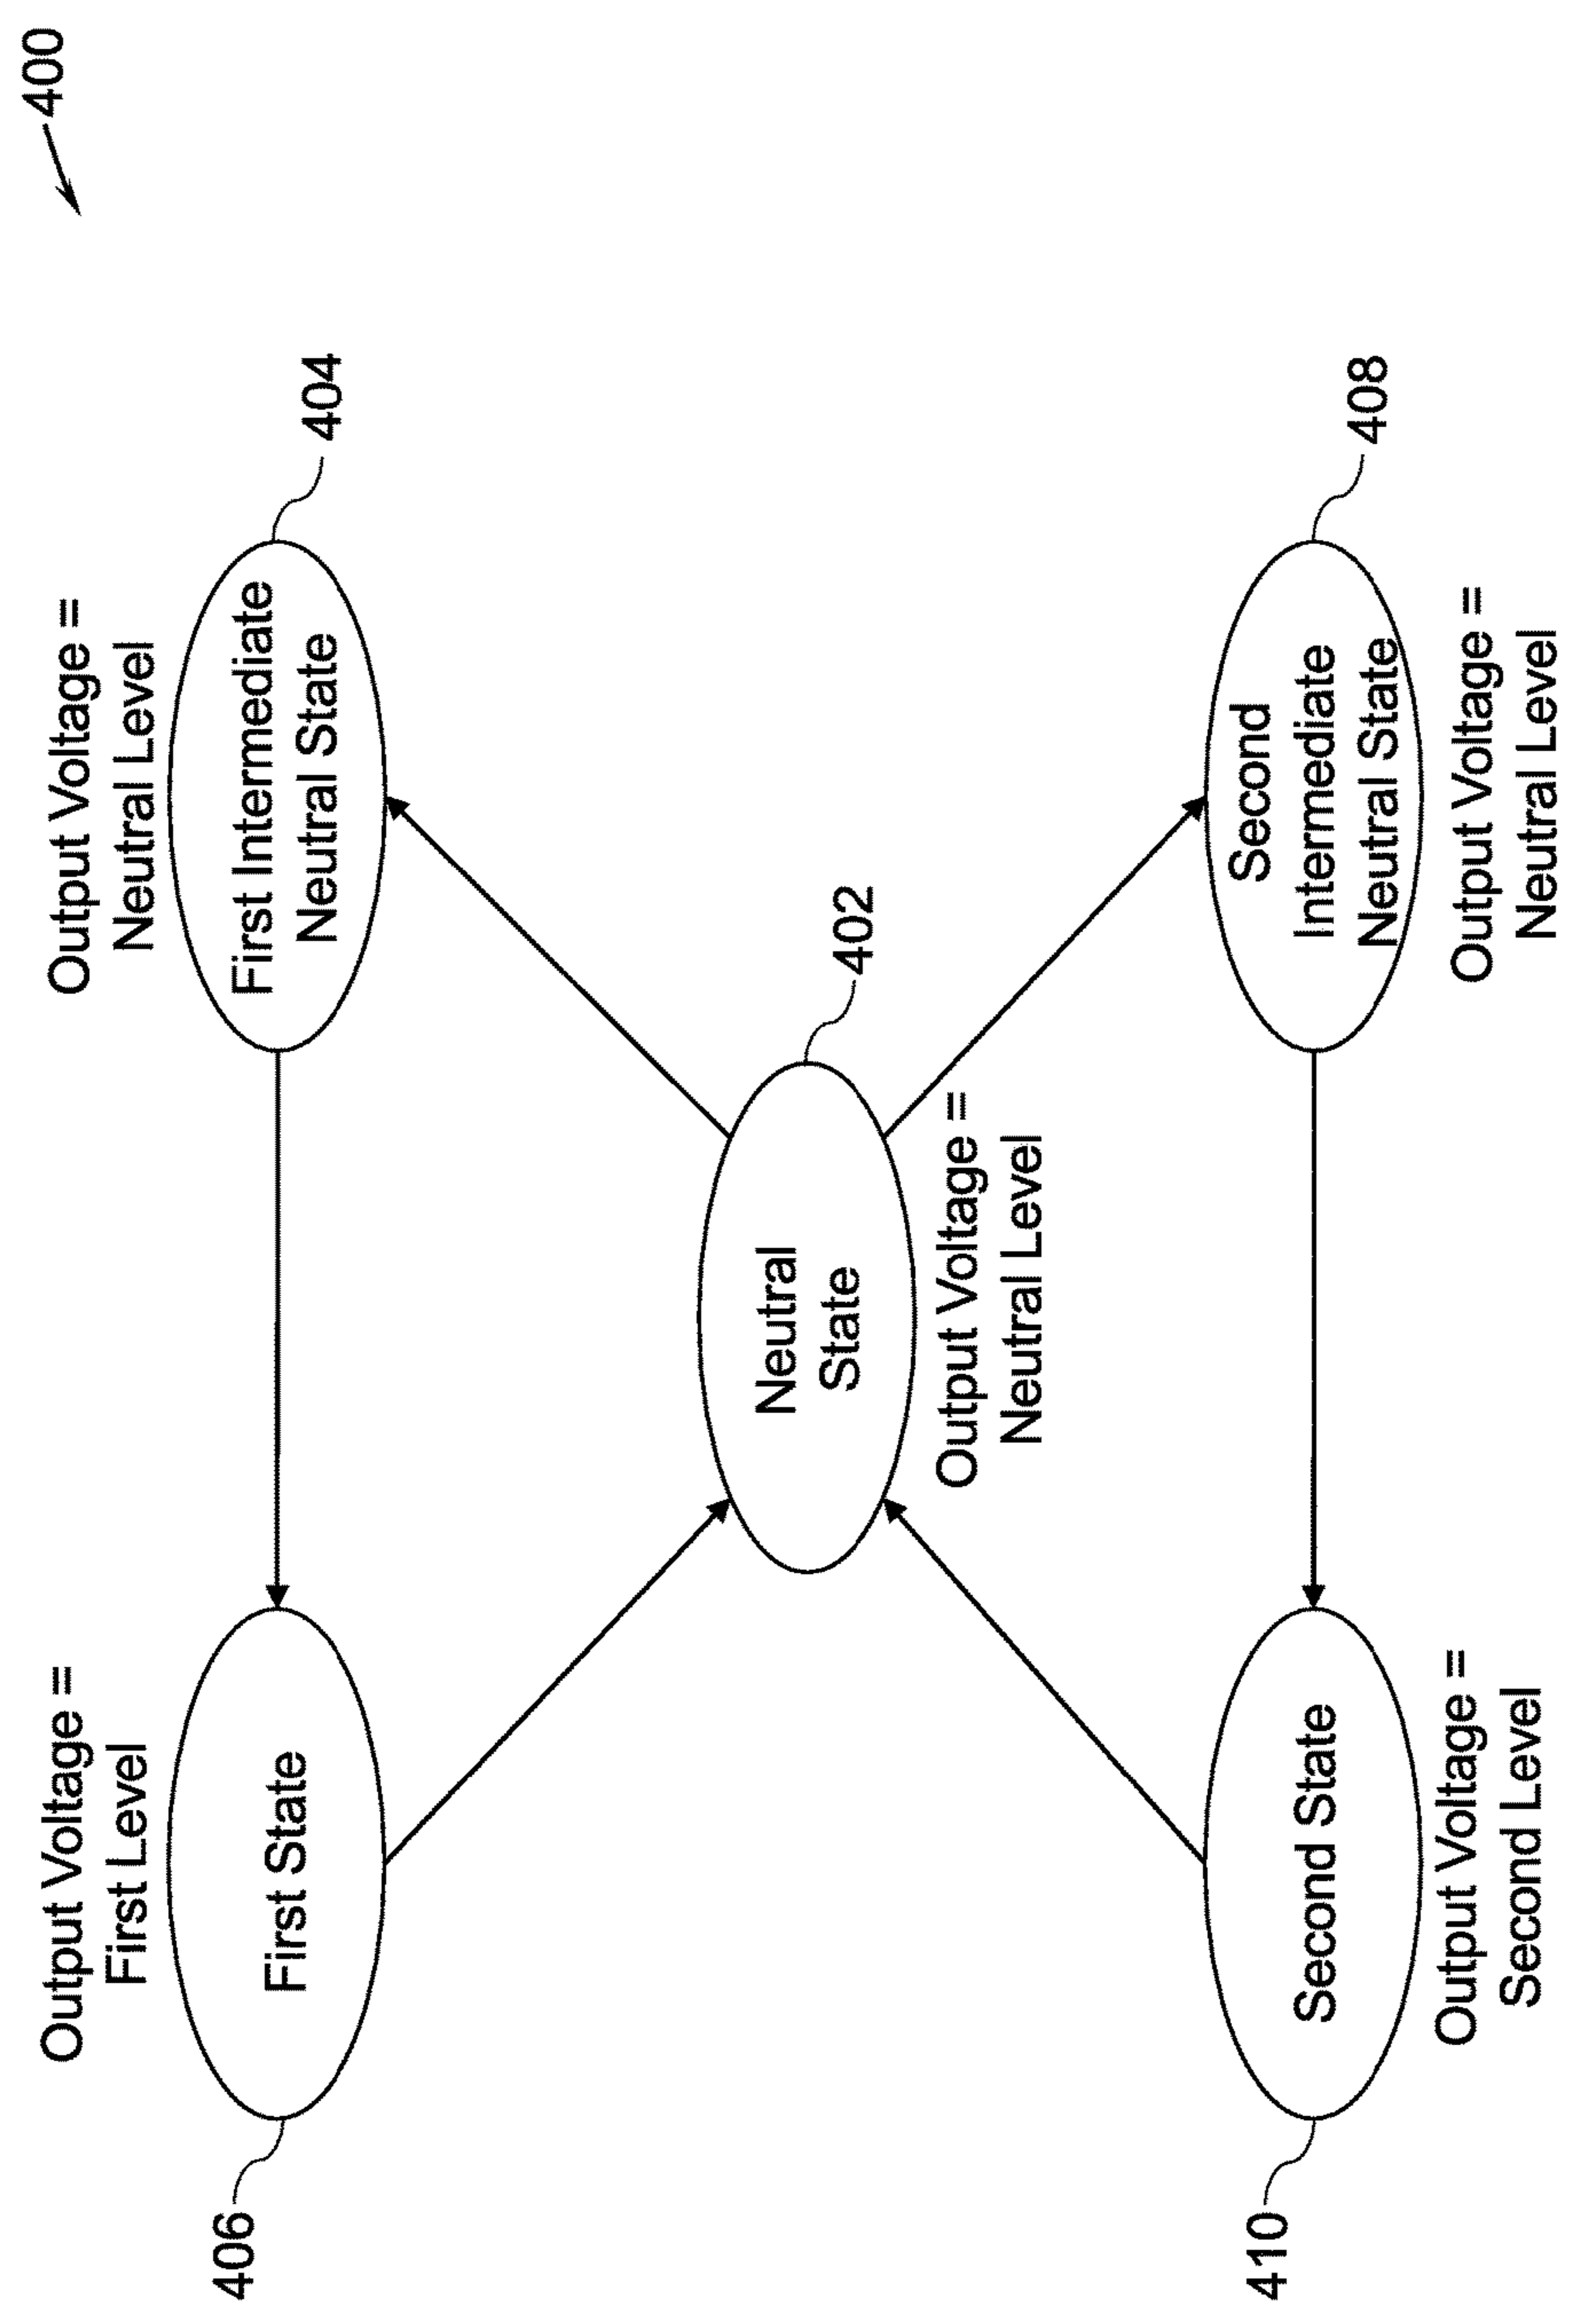 400
Output Voltage =
First Level
First State
406
Output Voltage =
Neutral Level
First Intermediate
Neutral State
404
Neutral
State
402
Output Voltage =
Neutral Level
Second State
410
Output Voltage =
Second Level
Second
Intermediate
Neutral State
408
Output Voltage =
Neutral Level